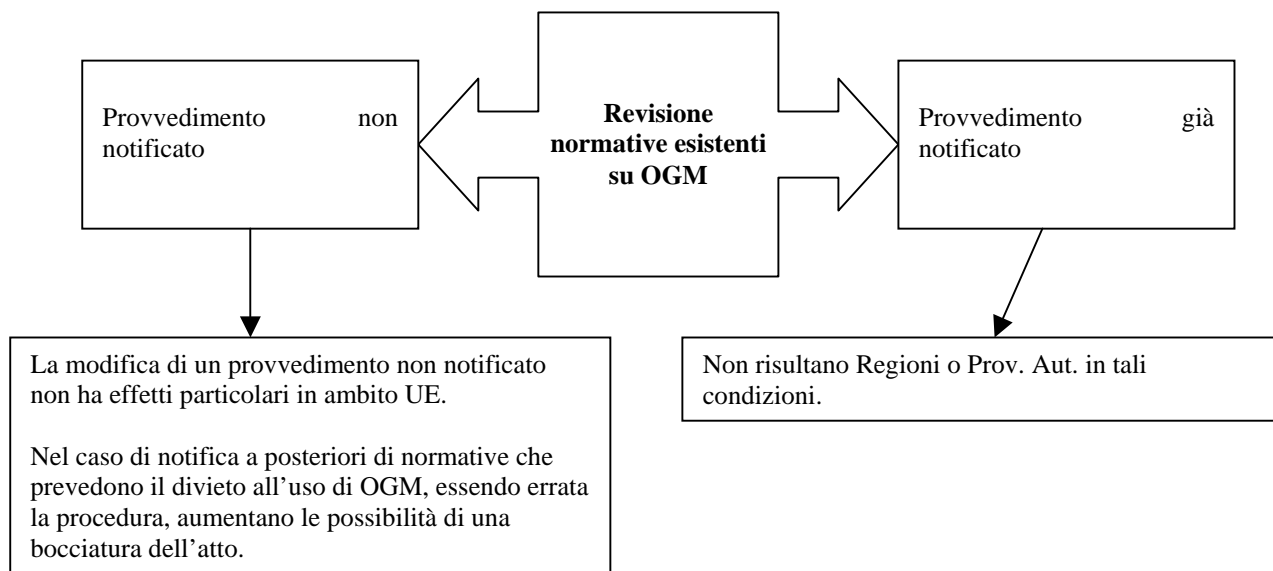 Provvedimento non
notificato
Revisione
normative esistenti
su OGM
Provvedimento già
notificato
La modifica di un provvedimento non notificato
non ha effetti particolari in ambito UE.
Nel caso di notifica a posteriori di normative che
prevedono il divieto all’uso di OGM, essendo errata
la procedura, aumentano le possibilità di una
bocciatura dell’atto.
Non risultano Regioni o Prov. Aut. in tali
condizioni.